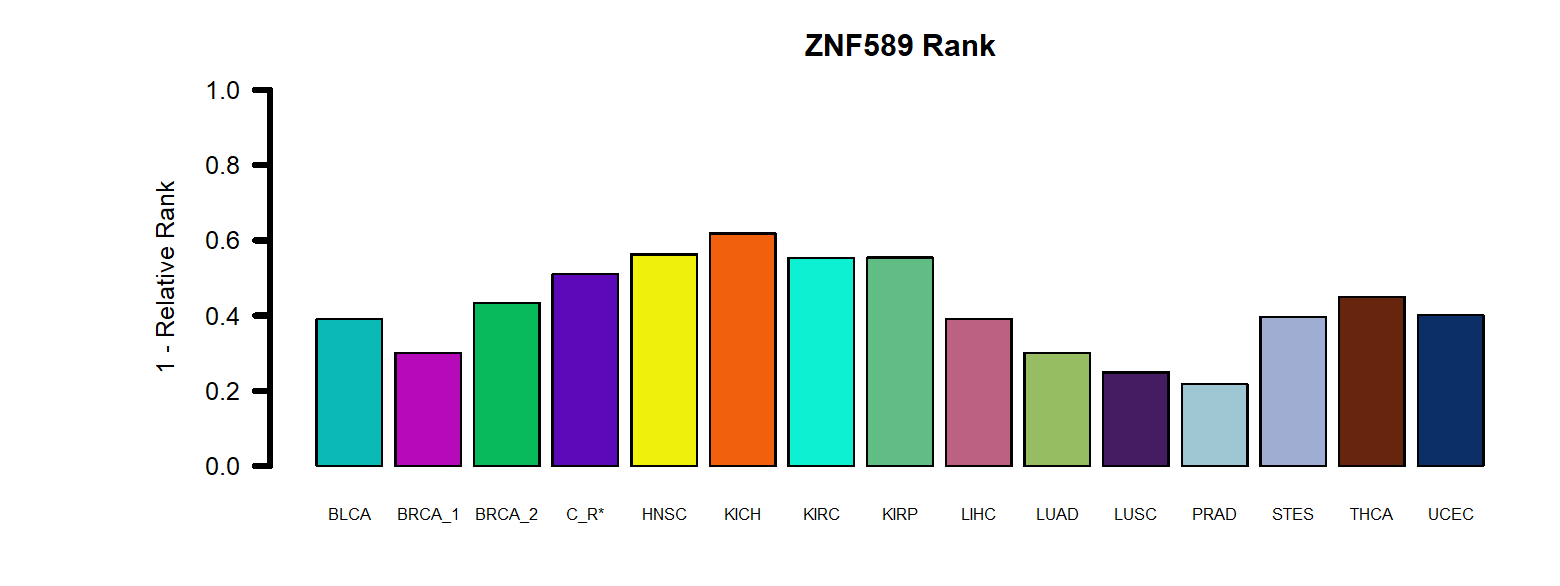 ZNF589 Rank
1 - Relative Rank
1.0
0.8
0.6
0.4
0.2
0.0
BLCA BRCA_1 BRCA_2 C_R* HNSC KICH KIRC KIRP LIHC LUAD LUSC PRAD STES THCA UCEC